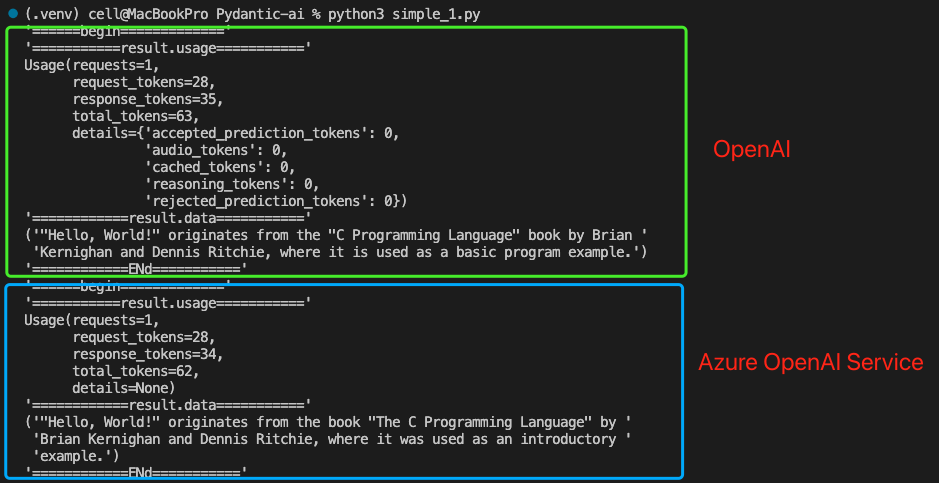 (.venv) cell@MacBookPro Pydantic-ai % python3 simple_1.py
'======begin============='
'===========result.usage==========='
Usage(requests=1,
request_tokens=28,
response_tokens=35,
total_tokens=63,
details={'accepted_prediction_tokens': 0,
'audio_tokens': 0,
'cached_tokens': 0,
'reasoning_tokens': 0,
'rejected_prediction_tokens': 0})
'============result.data==========='
('"Hello, World!" originates from the "C Programming Language" book by Brian '
'Kernighan and Dennis Ritchie, where it is used as a basic program example.')
'============ENd==========='
OpenAI
'======begin============='
'===========result.usage==========='
Usage(requests=1,
request_tokens=28,
response_tokens=34,
total_tokens=62,
details=None)
'============result.data==========='
('"Hello, World!" originates from the book "The C Programming Language" by '
'Brian Kernighan and Dennis Ritchie, where it was used as an introductory '
'example.')
'============ENd==========='
Azure OpenAI Service